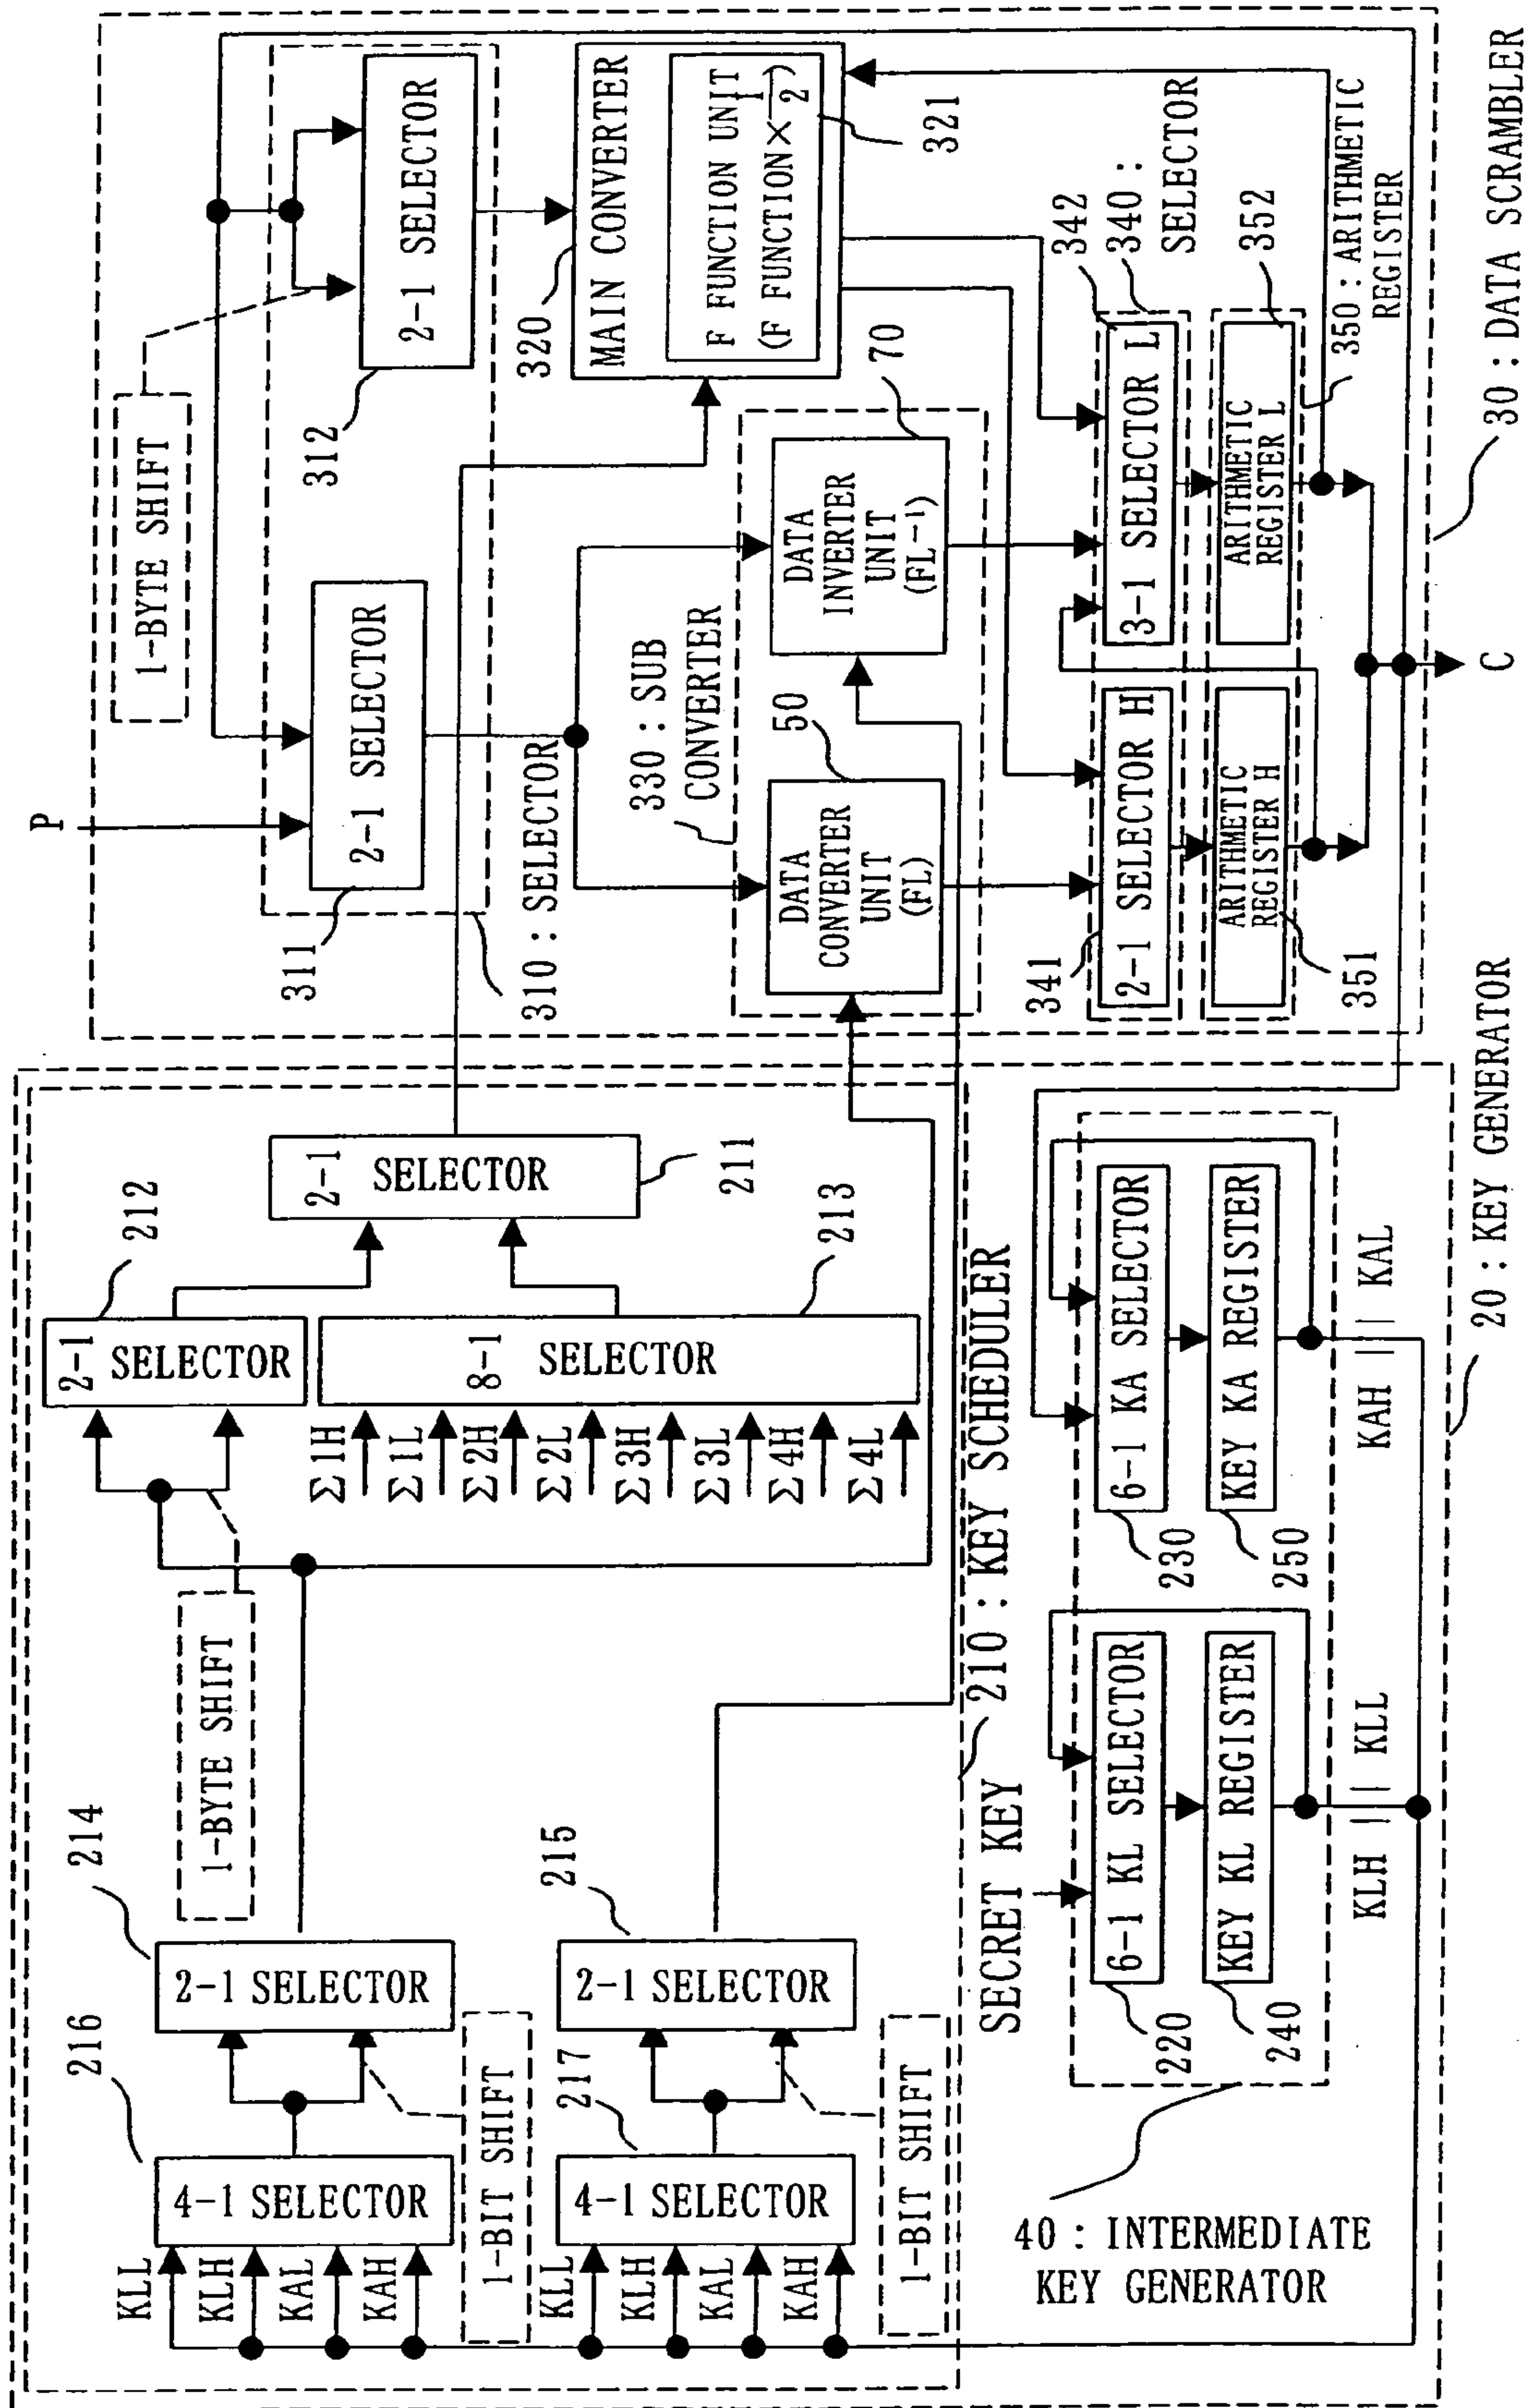 P
1-BYTE SHIFT
311
2-1 SELECTOR
312
2-1 SELECTOR
310 : SELECTOR
320
MAIN CONVERTER
F FUNCTION UNIT
(F FUNCTION × 1/2)
321
330 : SUB
CONVERTER
50
DATA
CONVERTER
UNIT
(FL)
70
DATA
INVERTER
UNIT
(FL-1)
341
2-1 SELECTOR H
342
3-1 SELECTOR L
340 :
SELECTOR
ARITHMETIC
REGISTER H
351
ARITHMETIC
REGISTER L
352
350 : ARITHMETIC
REGISTER
C
30 : DATA SCRAMBLER
216
4-1 SELECTOR
KLL
KLH
KAL
KAH
1-BIT SHIFT
214
2-1 SELECTOR
1-BYTE SHIFT
212
2-1
SELECTOR
2-1
SELECTOR
211
8-1
SELECTOR
213
Σ1H
Σ1L
Σ2H
Σ2L
Σ3H
Σ3L
Σ4H
Σ4L
217
4-1 SELECTOR
KLL
KLH
KAL
KAH
1-BIT SHIFT
215
2-1 SELECTOR
210 : KEY SCHEDULER
SECRET KEY
6-1 KL SELECTOR
220
KEY KL REGISTER
240
KLH || KLL
6-1 KA SELECTOR
230
KEY KA REGISTER
250
KAH || KAL
40 : INTERMEDIATE
KEY GENERATOR
20 : KEY GENERATOR